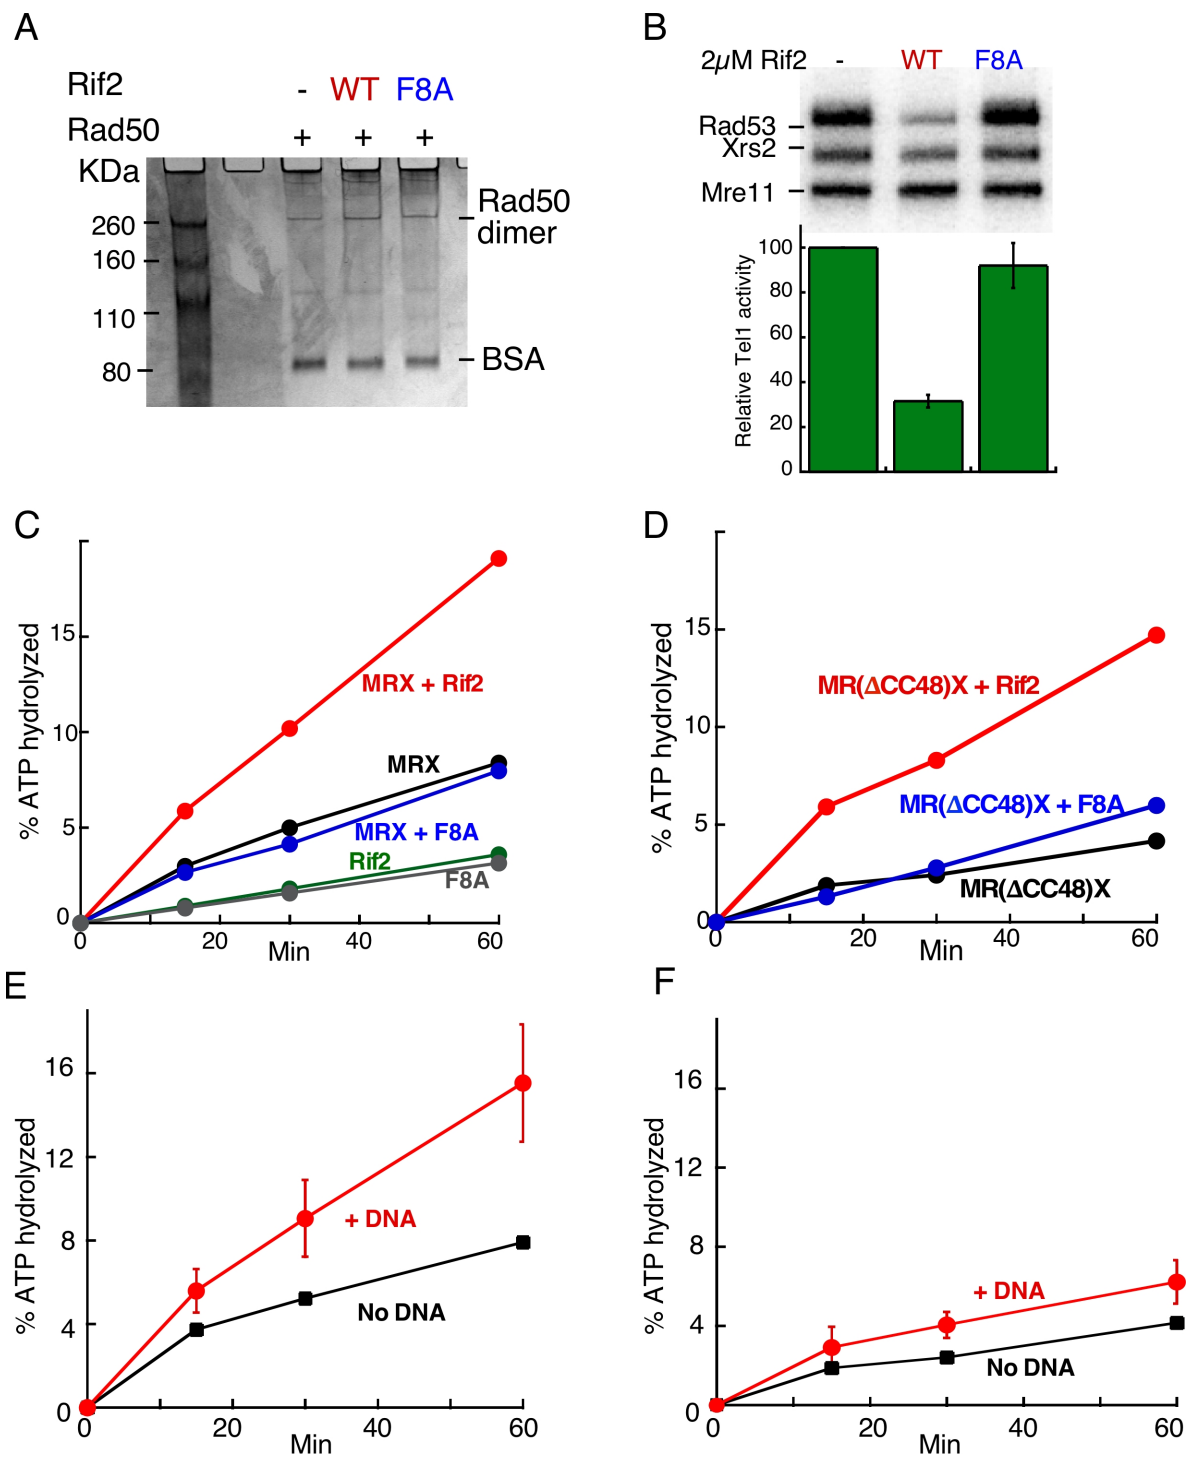 A
Rif2 - WT F8A
Rad50 + + +
KDa
260
160
110
80
Rad50
dimer
BSA
B
2µM Rif2 - WT F8A
Rad53
Xrs2
Mre11
Relative Tel1 activity
100
80
60
40
20
0
C
% ATP hydrolyzed
15
10
5
0
MRX + Rif2
MRX
MRX + F8A
Rif2
F8A
0 20 40 60
Min
D
% ATP hydrolyzed
15
10
5
0
MR(ΔCC48)X + Rif2
MR(ΔCC48)X + F8A
MR(ΔCC48)X
0 20 40 60
Min
E
% ATP hydrolyzed
16
12
8
4
0
+ DNA
No DNA
0 20 40 60
Min
F
% ATP hydrolyzed
16
12
8
4
0
+ DNA
No DNA
0 20 40 60
Min